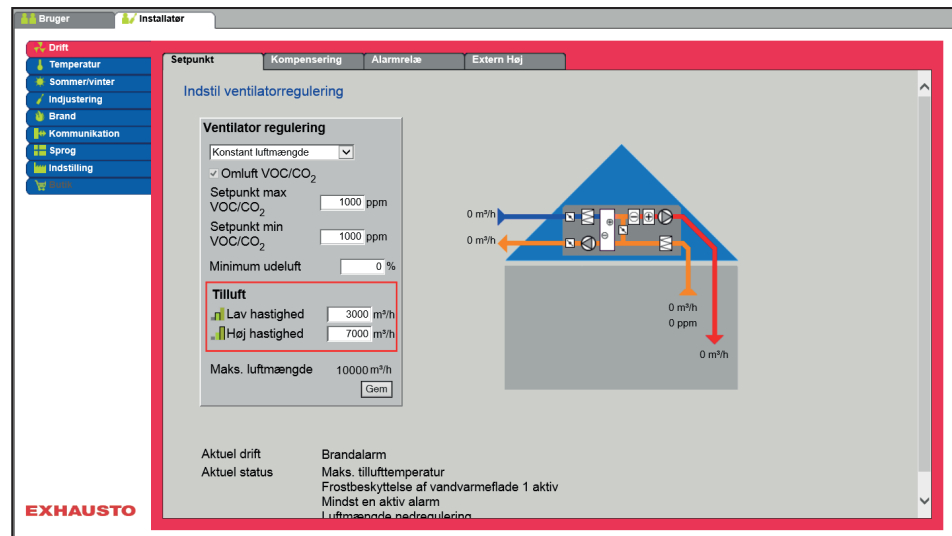 Bruger
Installatør
Drift
Temperatur
Sommer/vinter
Indjustering
Brand
Kommunikation
Sprog
Indstilling
Setpunkt
Kompensering
Alarmrelæ
Extern Høj
Indstil ventilatorregulering
Ventilator regulering
Konstant luftmængde
Omluft VOC/CO2
Setpunkt max
VOC/CO2
1000 ppm
Setpunkt min
VOC/CO2
1000 ppm
Minimum udeluft 0 %
Tilluft
Lav hastighed 3000 m³/h
Høj hastighed 7000 m³/h
Maks. luftmængde 10000 m³/h
Gem
0 m³/h
0 m³/h
0 m³/h
0 ppm
0 m³/h
Aktuel drift Brandalarm
Aktuel status Maks. tillufttemperatur
Frostbeskyttelse af vandvarmeflade 1 aktiv
Mindst en aktiv alarm
Luftmængde nedregulering
EXHAUSTO